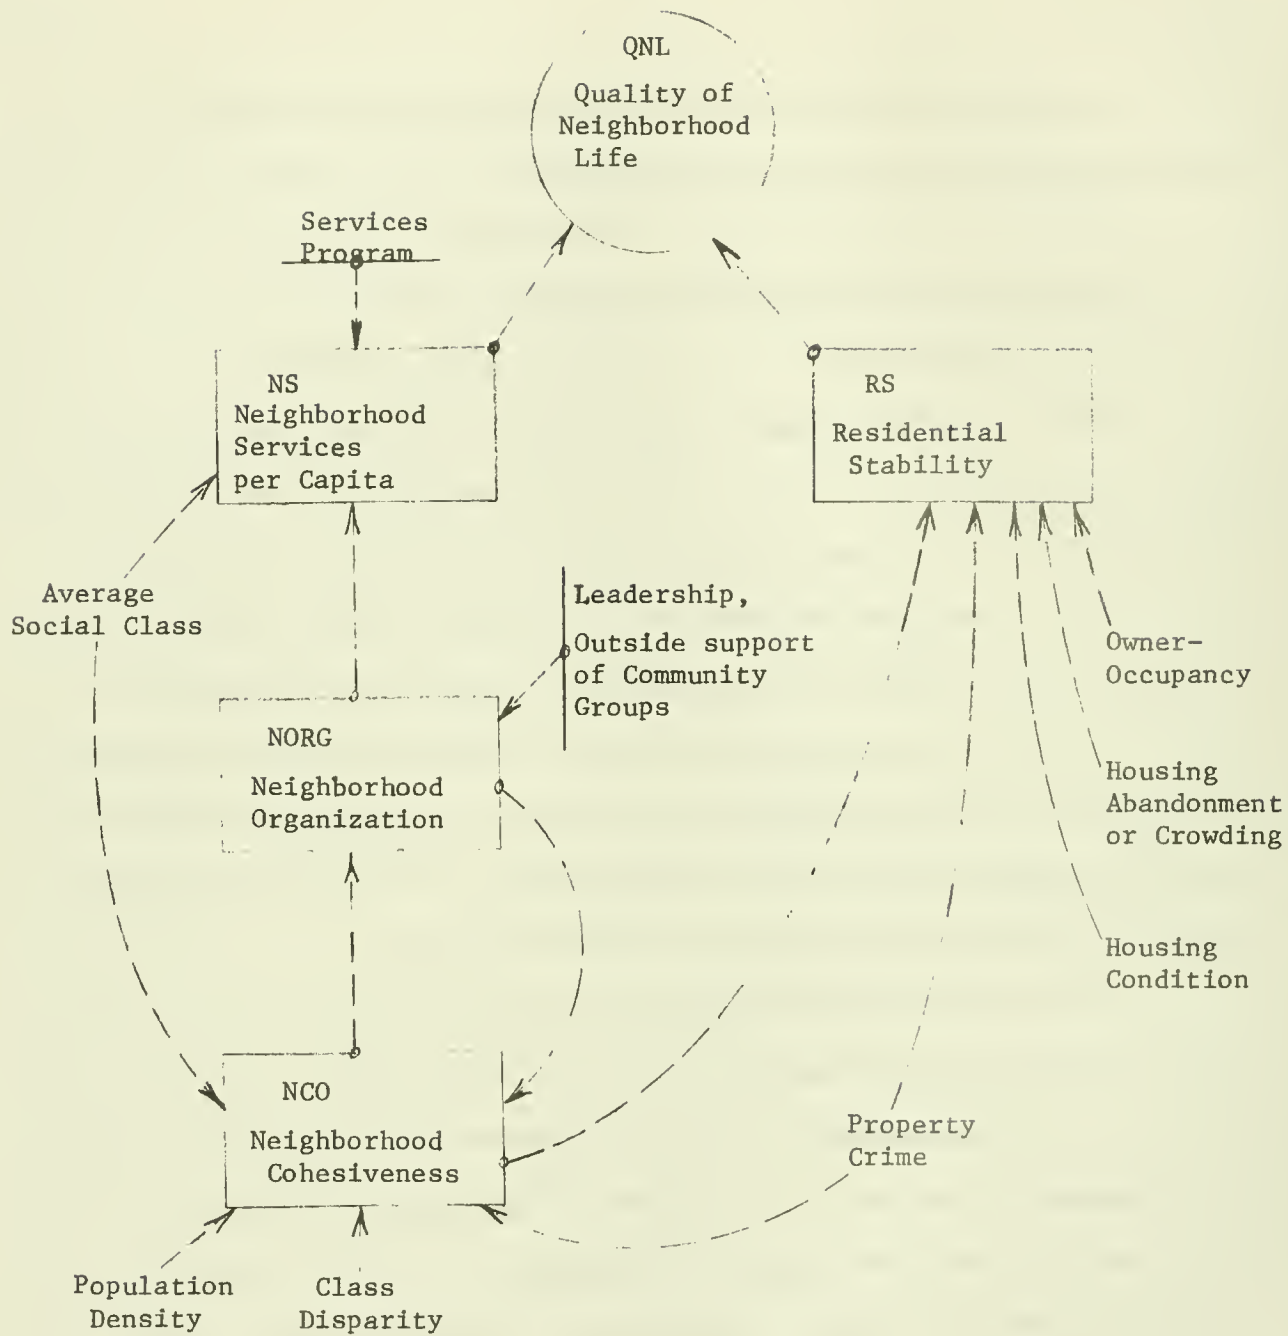 QNL
Quality of
Neighborhood
Life
Services
Program
NS
Neighborhood
Services
per Capita
RS
Residential
Stability
Average
Social Class
Leadership,
Outside support
of Community
Groups
Owner-
Occupancy
NORG
Neighborhood
Organization
Housing
Abandonment
or Crowding
Housing
Condition
NCO
Neighborhood
Cohesiveness
Property
Crime
Population
Density
Class
Disparity